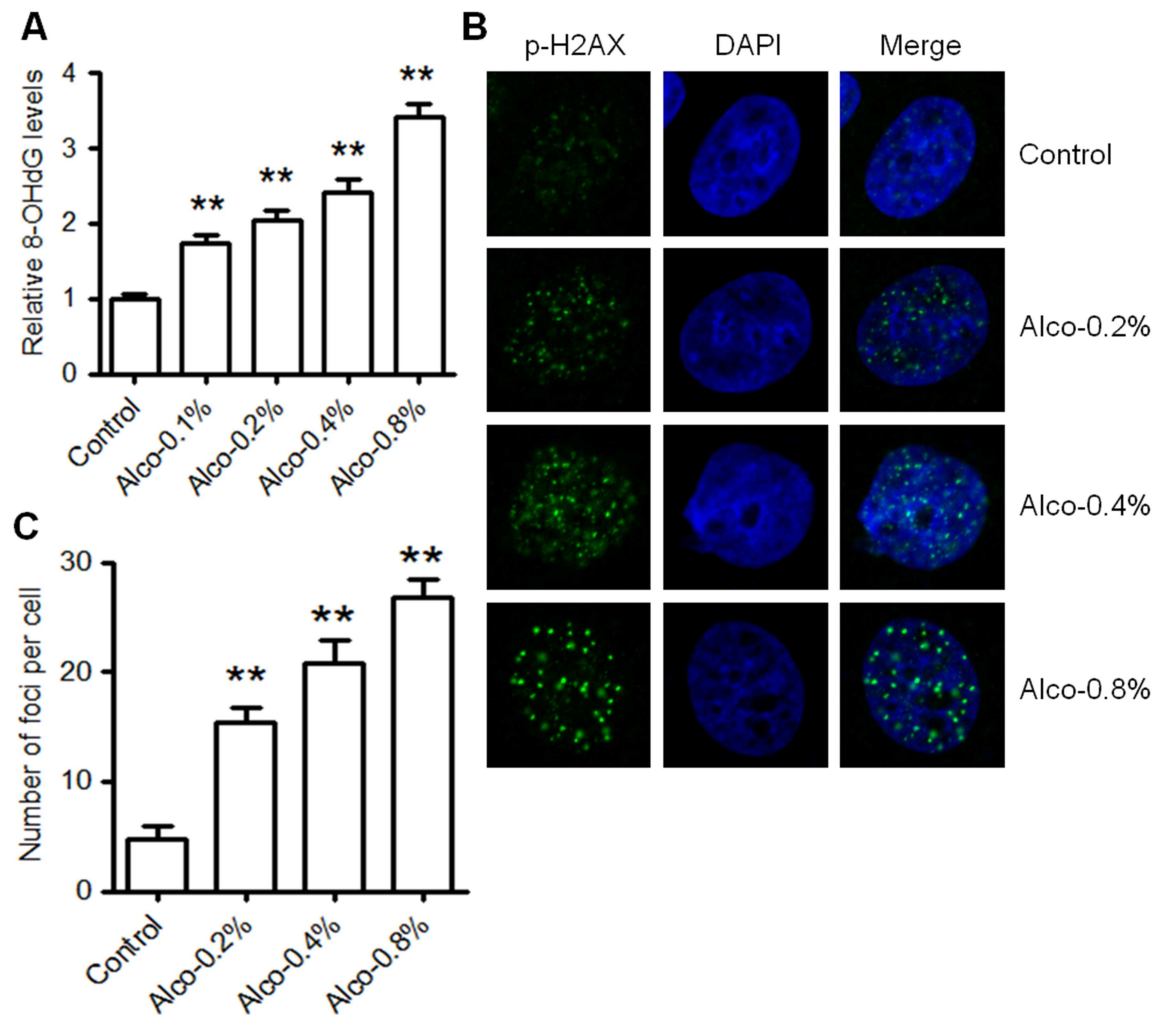 A
Relative 8-OHdG levels
4
3
2
1
0
**
**
**
**
Control
Alco-0.1%
Alco-0.2%
Alco-0.4%
Alco-0.8%
B
p-H2AX
DAPI
Merge
Control
Alco-0.2%
Alco-0.4%
Alco-0.8%
C
Number of foci per cell
30
20
10
0
**
**
**
Control
Alco-0.2%
Alco-0.4%
Alco-0.8%